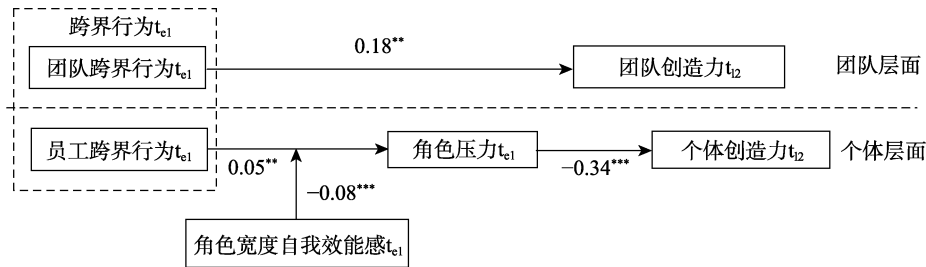 跨界行为te1
团队跨界行为te1
0.18**
团队创造力tl2
团队层面
员工跨界行为te1
0.05**
角色压力te1
−0.34***
个体创造力tl2
个体层面
−0.08***
角色宽度自我效能感te1